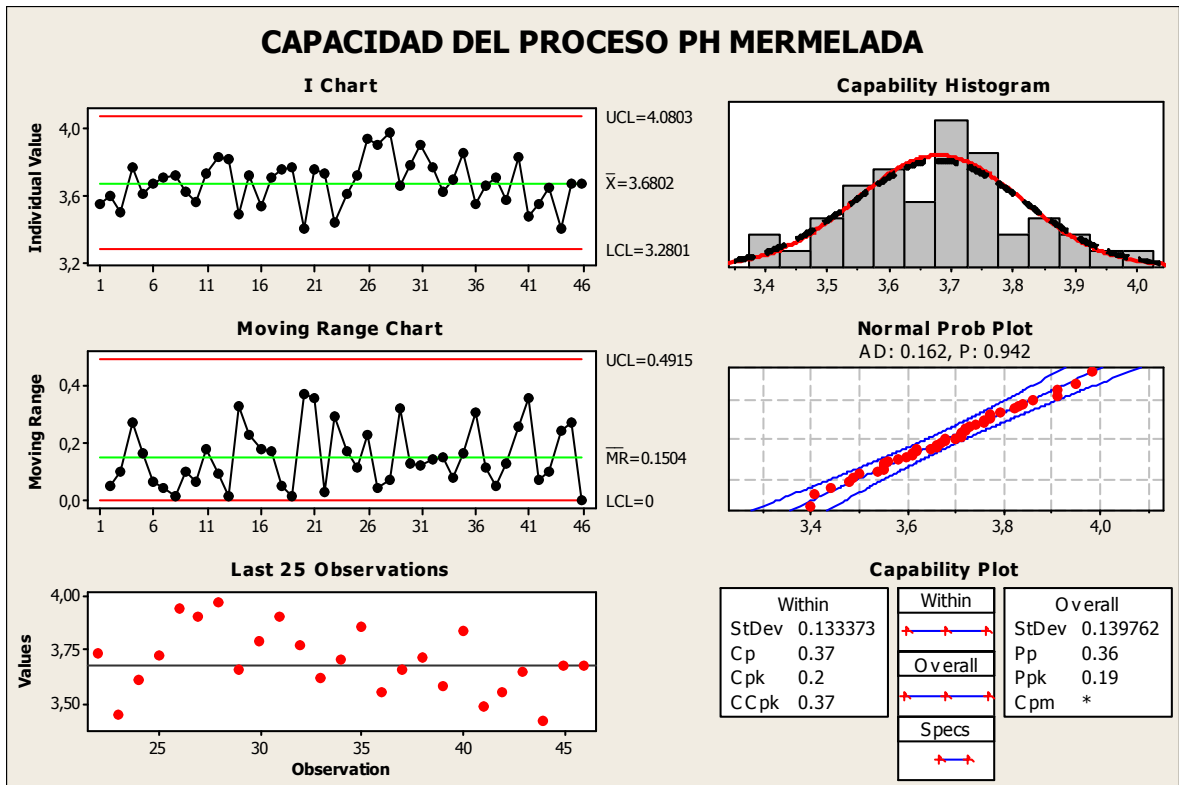 CAPACIDAD DEL PROCESO PH MERMELADA
I Chart
Individual Value
4,0
3,6
3,2
UCL=4.0803
X=3.6802
LCL=3.2801
1 6 11 16 21 26 31 36 41 46
Capability Histogram
3,4 3,5 3,6 3,7 3,8 3,9 4,0
Moving Range Chart
Moving Range
0,4
0,2
0,0
UCL=0.4915
MR=0.1504
LCL=0
1 6 11 16 21 26 31 36 41 46
Normal Prob Plot
AD: 0.162, P: 0.942
3,4 3,6 3,8 4,0
Last 25 Observations
Values
4,00
3,75
3,50
25 30 35 40 45
Observation
Capability Plot
Within
StDev 0.133373
Cp 0.37
Cpk 0.2
CCpk 0.37
Within
Overall
Specs
Overall
StDev 0.139762
Pp 0.36
Ppk 0.19
Cpm *